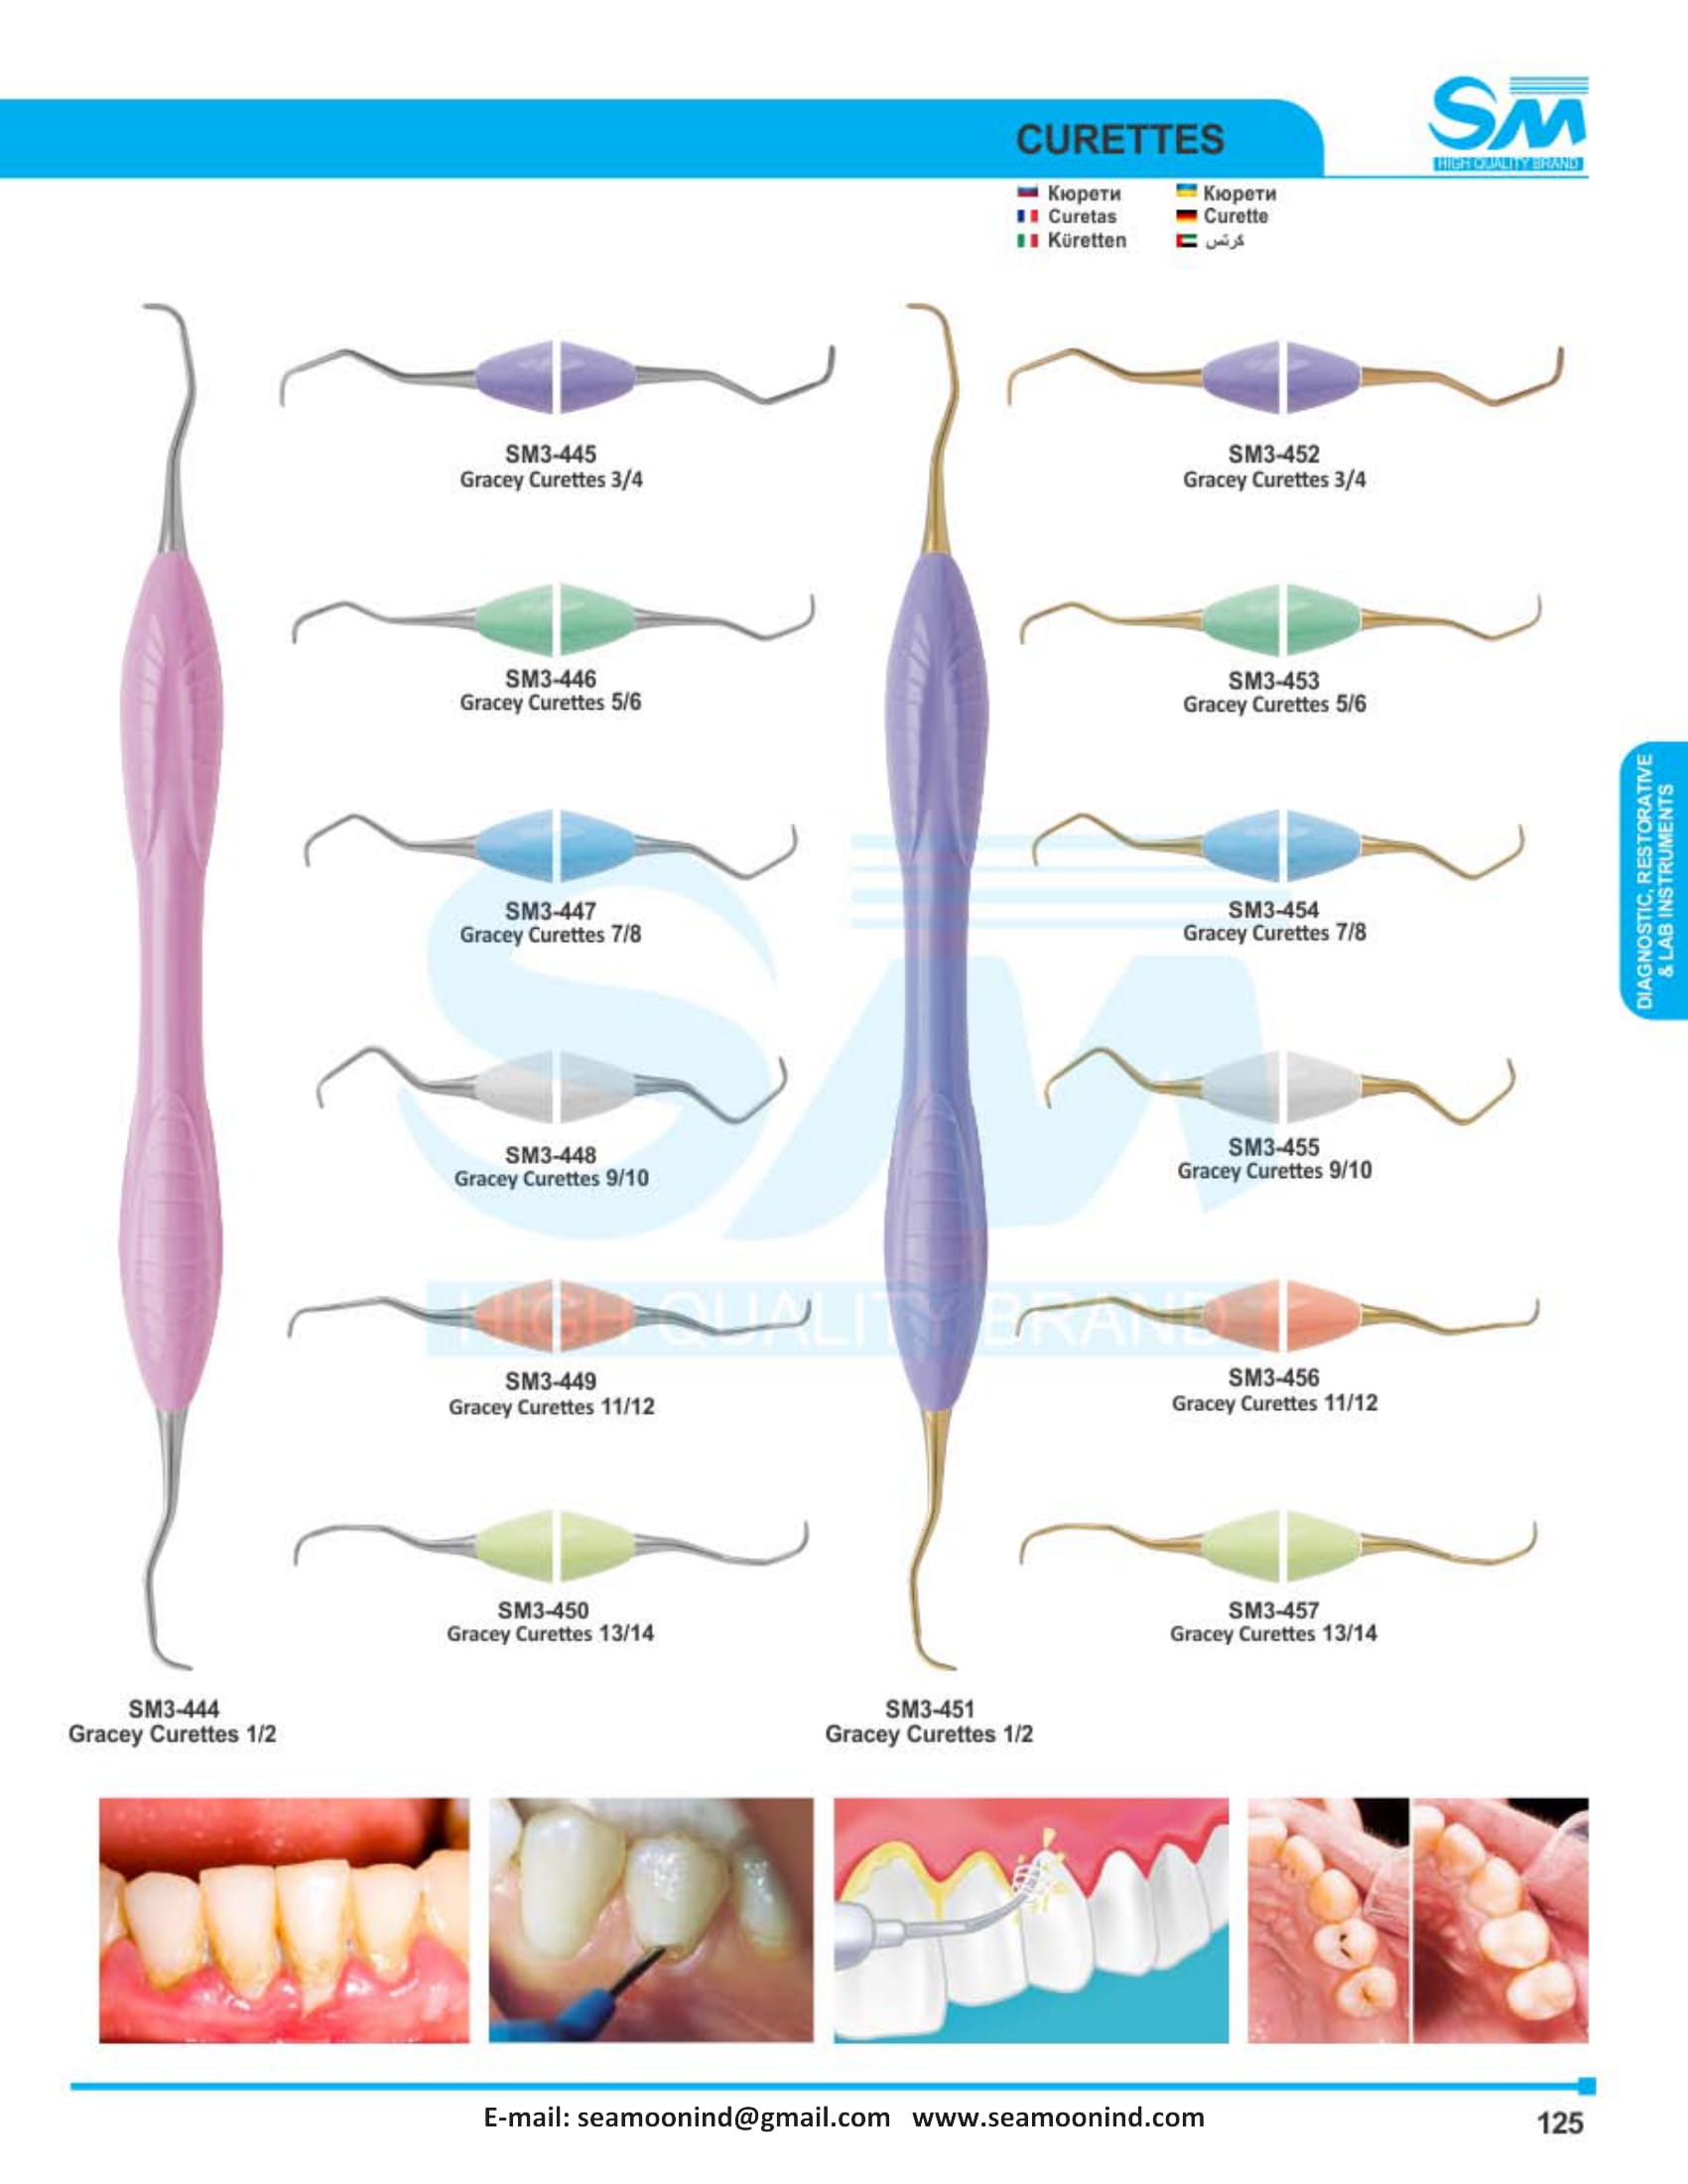 CURETTES
SM
HIGH QUALITY BRAND
Кюрети
Кюрети
Curetas
Curette
Küretten
كرتس
SM3-445
Gracey Curettes 3/4
SM3-452
Gracey Curettes 3/4
SM3-446
Gracey Curettes 5/6
SM3-453
Gracey Curettes 5/6
SM3-447
Gracey Curettes 7/8
SM3-454
Gracey Curettes 7/8
DIAGNOSTIC, RESTORATIVE
& LAB INSTRUMENTS
SM
SM3-448
Gracey Curettes 9/10
SM3-455
Gracey Curettes 9/10
HIGH QUALITY BRAND
SM3-449
Gracey Curettes 11/12
SM3-456
Gracey Curettes 11/12
SM3-450
Gracey Curettes 13/14
SM3-457
Gracey Curettes 13/14
SM3-444
Gracey Curettes 1/2
SM3-451
Gracey Curettes 1/2
E-mail: seamoonind@gmail.com www.seamoonind.com
125